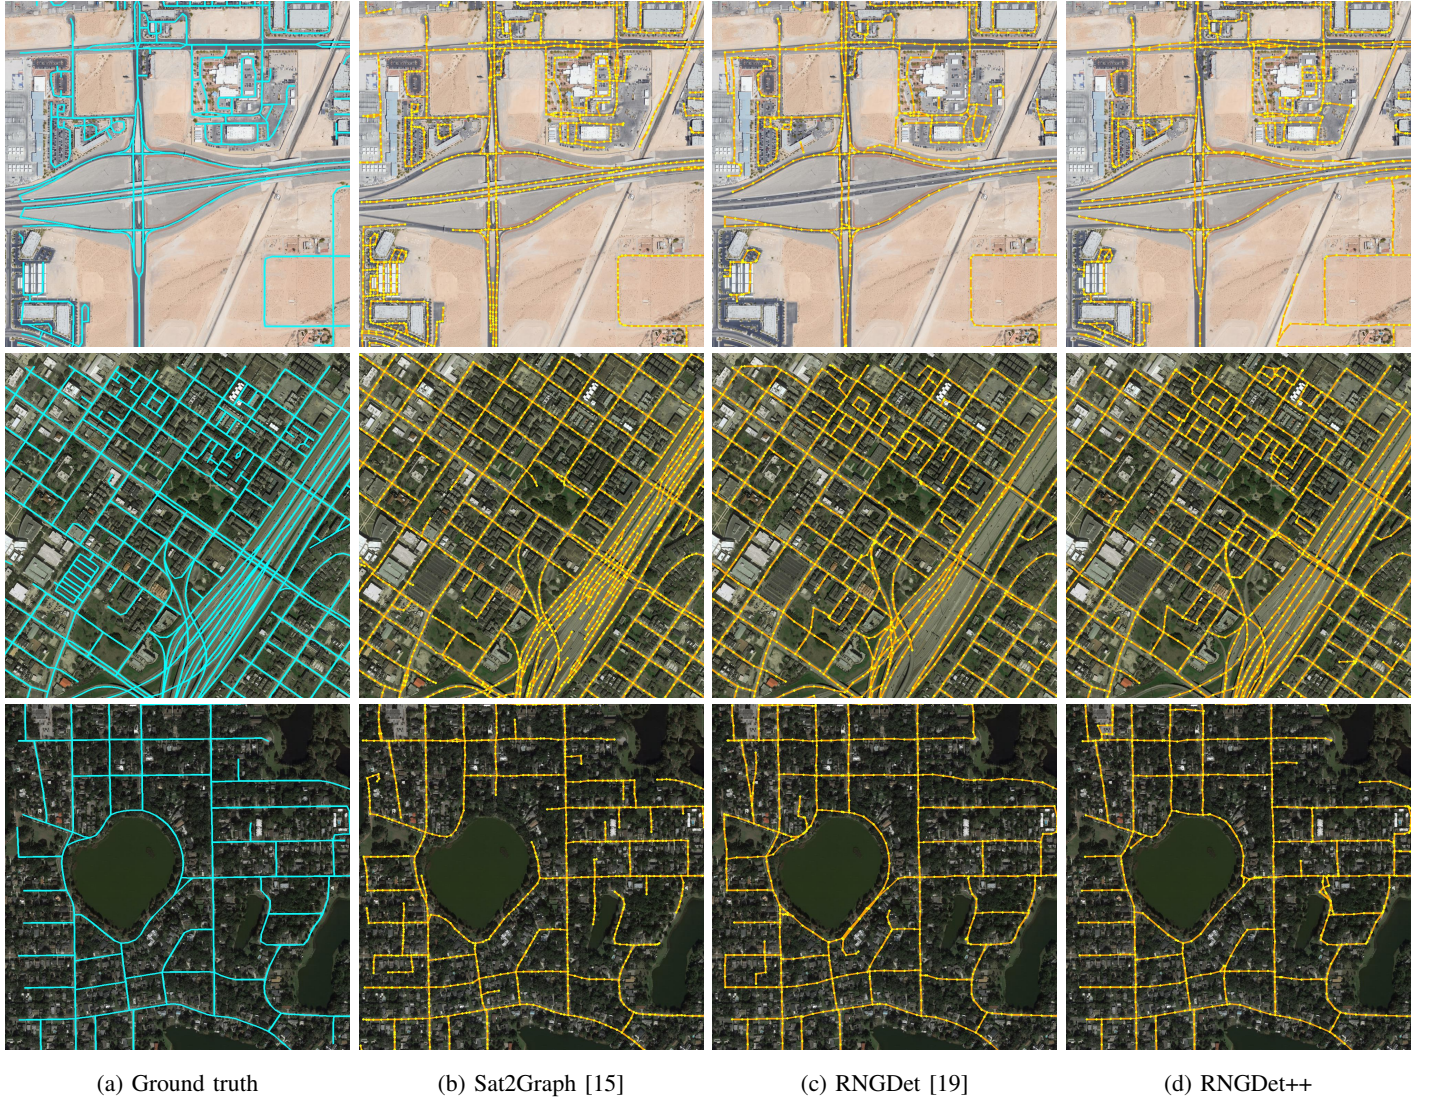 (a) Ground truth
(b) Sat2Graph [15]
(c) RNGDet [19]
(d) RNGDet++